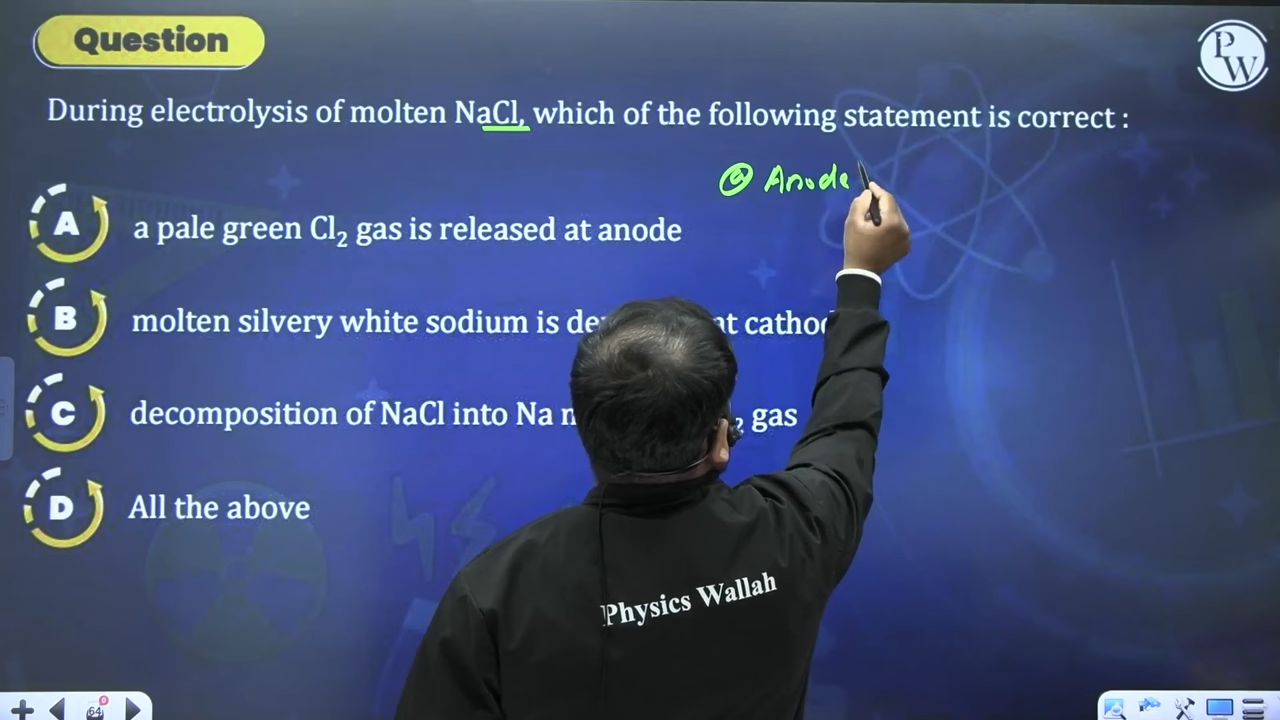 Question
PW
During electrolysis of molten NaCl, which of the following statement is correct :
@ Anode
A a pale green Cl₂ gas is released at anode
B molten silvery white sodium is at
C decomposition of NaCl into Na gas
D All the above
Physics Wallah
64